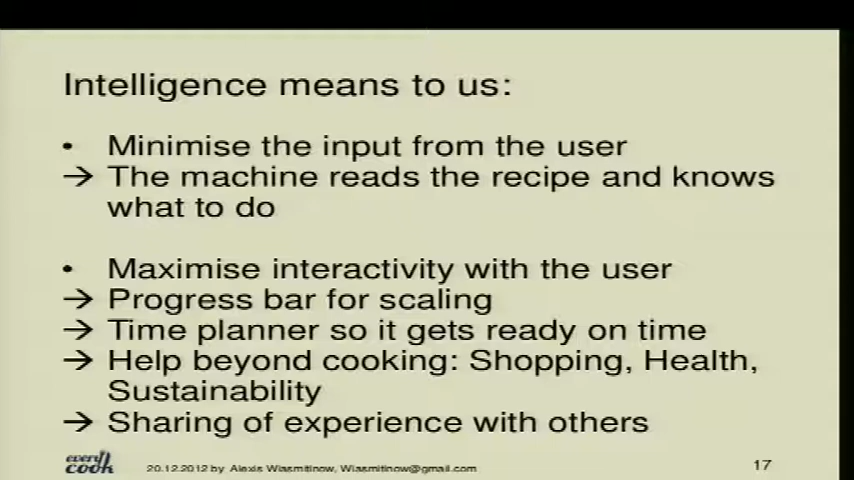 Intelligence means to us:
• Minimise the input from the user
→ The machine reads the recipe and knows
what to do
• Maximise interactivity with the user
→ Progress bar for scaling
→ Time planner so it gets ready on time
→ Help beyond cooking: Shopping, Health,
Sustainability
→ Sharing of experience with others
every
cook
20.12.2012 by Alexis Wiasmitinow, Wiasmitinow@gmail.com
17